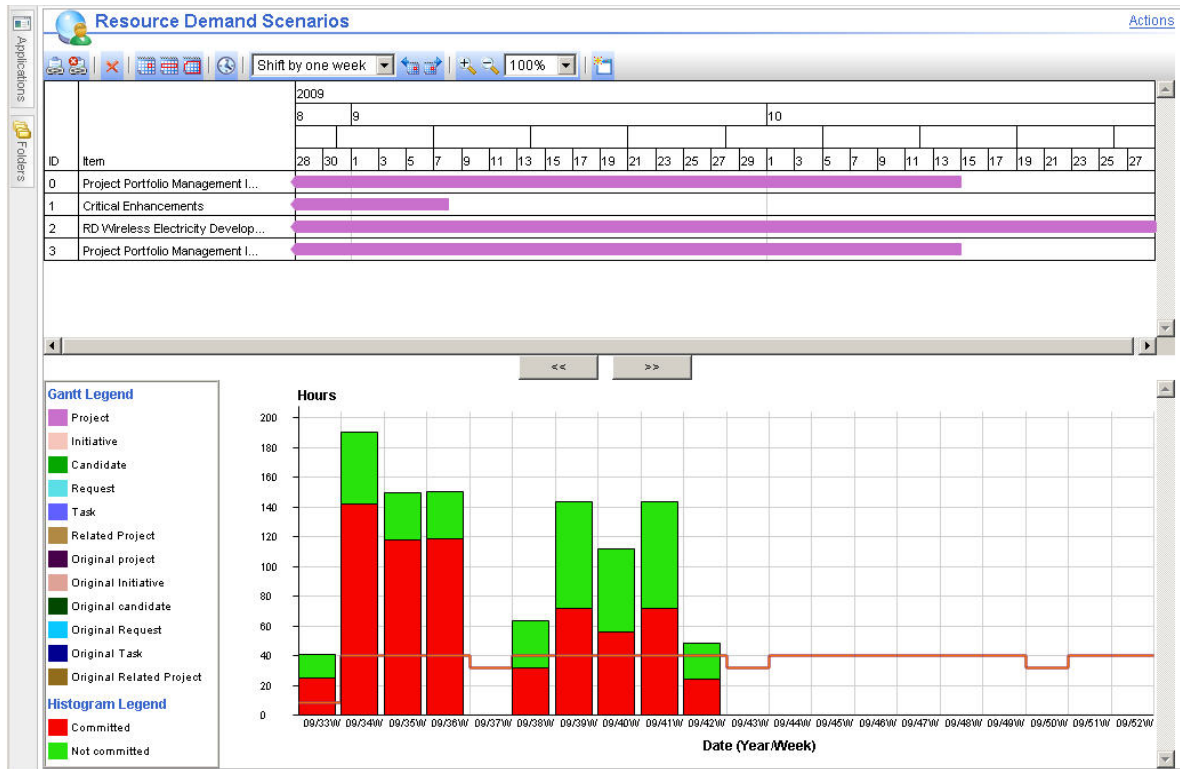 Resource Demand Scenarios
Actions
Applications
Folders
Shift by one week
100%
2009
8 9 10
ID Item 28 30 1 3 5 7 9 11 13 15 17 19 21 23 25 27 29 1 3 5 7 9 11 13 15 17 19 21 23 25 27
0 Project Portfolio Management I...
1 Critical Enhancements
2 RD Wireless Electricity Develop...
3 Project Portfolio Management I...
<< >>
Gantt Legend
Project
Initiative
Candidate
Request
Task
Related Project
Original project
Original Initiative
Original candidate
Original Request
Original Task
Original Related Project
Histogram Legend
Committed
Not committed
Hours
200
180
160
140
120
100
80
60
40
20
0
09/33W 09/34W 09/35W 09/36W 09/37W 09/38W 09/39W 09/40W 09/41W 09/42W 09/43W 09/44W 09/45W 09/46W 09/47W 09/48W 09/49W 09/50W 09/51W 09/52W
Date (Year/Week)